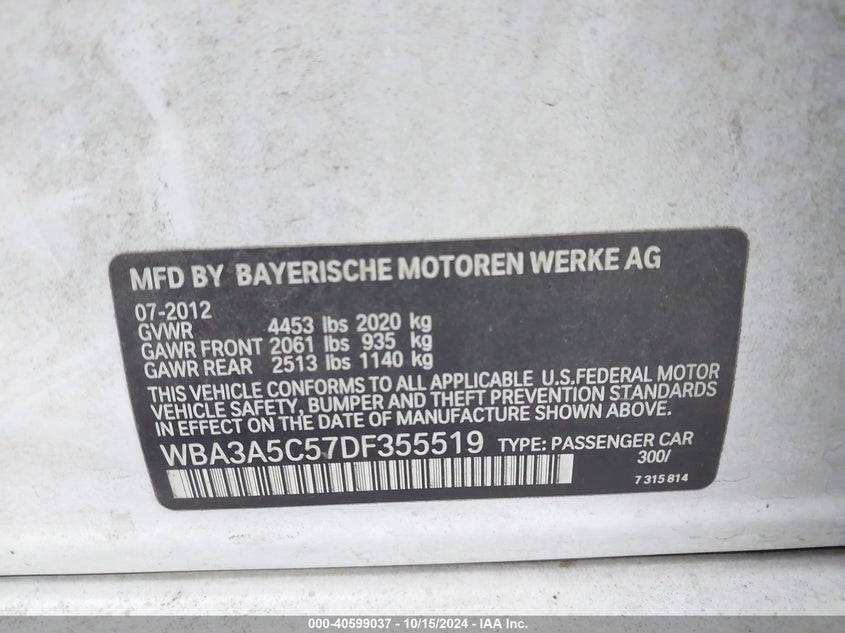 MFD BY BAYERISCHE MOTOREN WERKE AG
07-2012
GVWR 4453 lbs 2020 kg
GAWR FRONT 2061 lbs 935 kg
GAWR REAR 2513 lbs 1140 kg
THIS VEHICLE CONFORMS TO ALL APPLICABLE U.S.FEDERAL MOTOR
VEHICLE SAFETY, BUMPER AND THEFT PREVENTION STANDARDS
IN EFFECT ON THE DATE OF MANUFACTURE SHOWN ABOVE.
WBA3A5C57DF355519 TYPE: PASSENGER CAR
300/
7 315 814
000-40599037 - 10/15/2024 - IAA Inc.